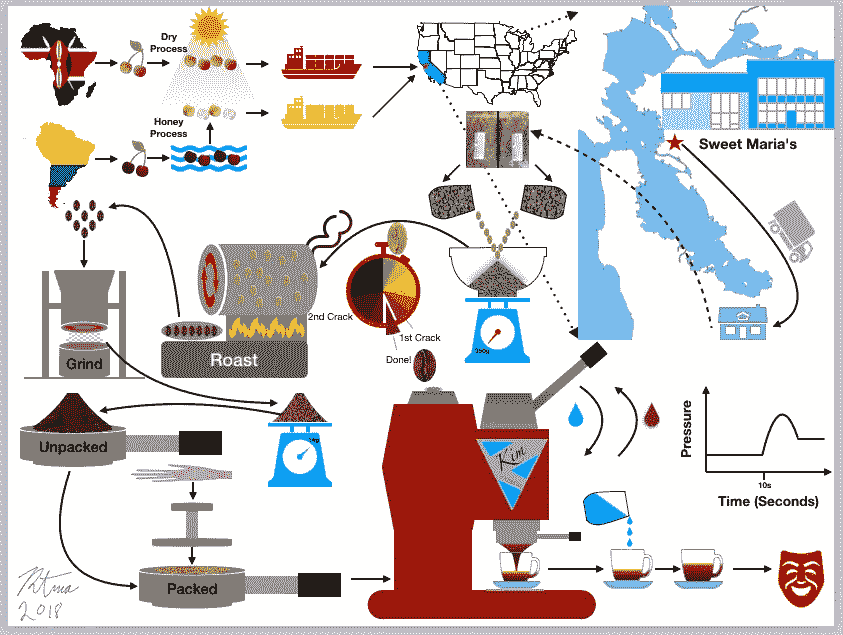 Dry
Process
Honey
Process
Sweet Maria's
2nd Crack
1st Crack
Done!
Roast
Grind
Unpacked
Packed
Kim
Pressure
10s
Time (Seconds)
2018